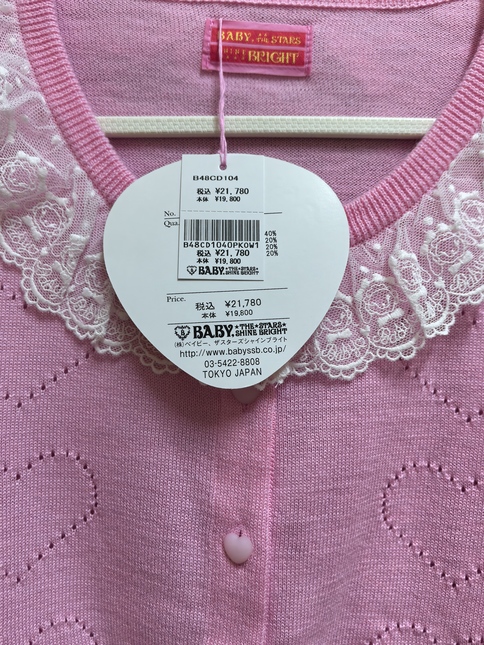 BABY, THE STARS
SHINE BRIGHT
B48CD104
税込 ¥21,780
本体 ¥19,800
No.
Qua
40%
20%
20%
20%
B48CD1040PK0W1
税込 ¥21,780
本体 ¥19,800
BABY, ★THE★STARS★ SHINE BRIGHT
Price. 税込 ¥21,780
本体 ¥19,800
BABY, ★THE★STARS★ SHINE BRIGHT
(株)ベイビー、ザスターズシャインブライト
http://www.babyssb.co.jp/
03-5422-8808
TOKYO JAPAN